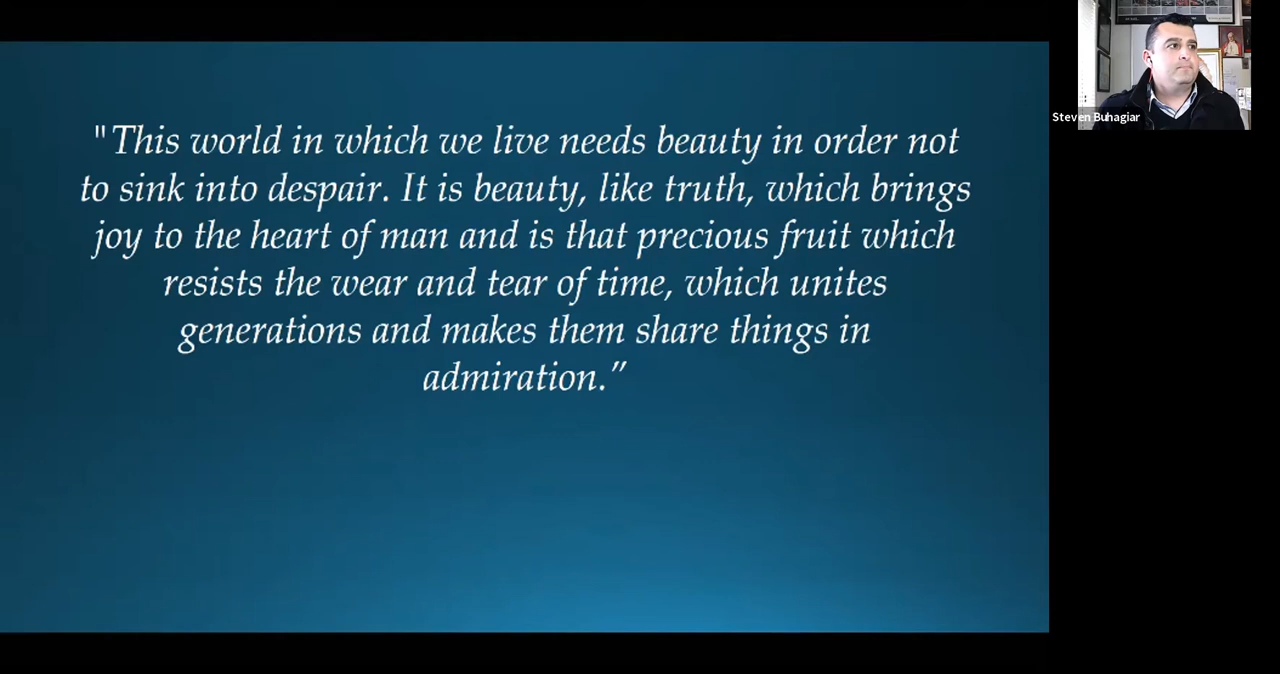 "This world in which we live needs beauty in order not
to sink into despair. It is beauty, like truth, which brings
joy to the heart of man and is that precious fruit which
resists the wear and tear of time, which unites
generations and makes them share things in
admiration.”
Steven Buhagiar